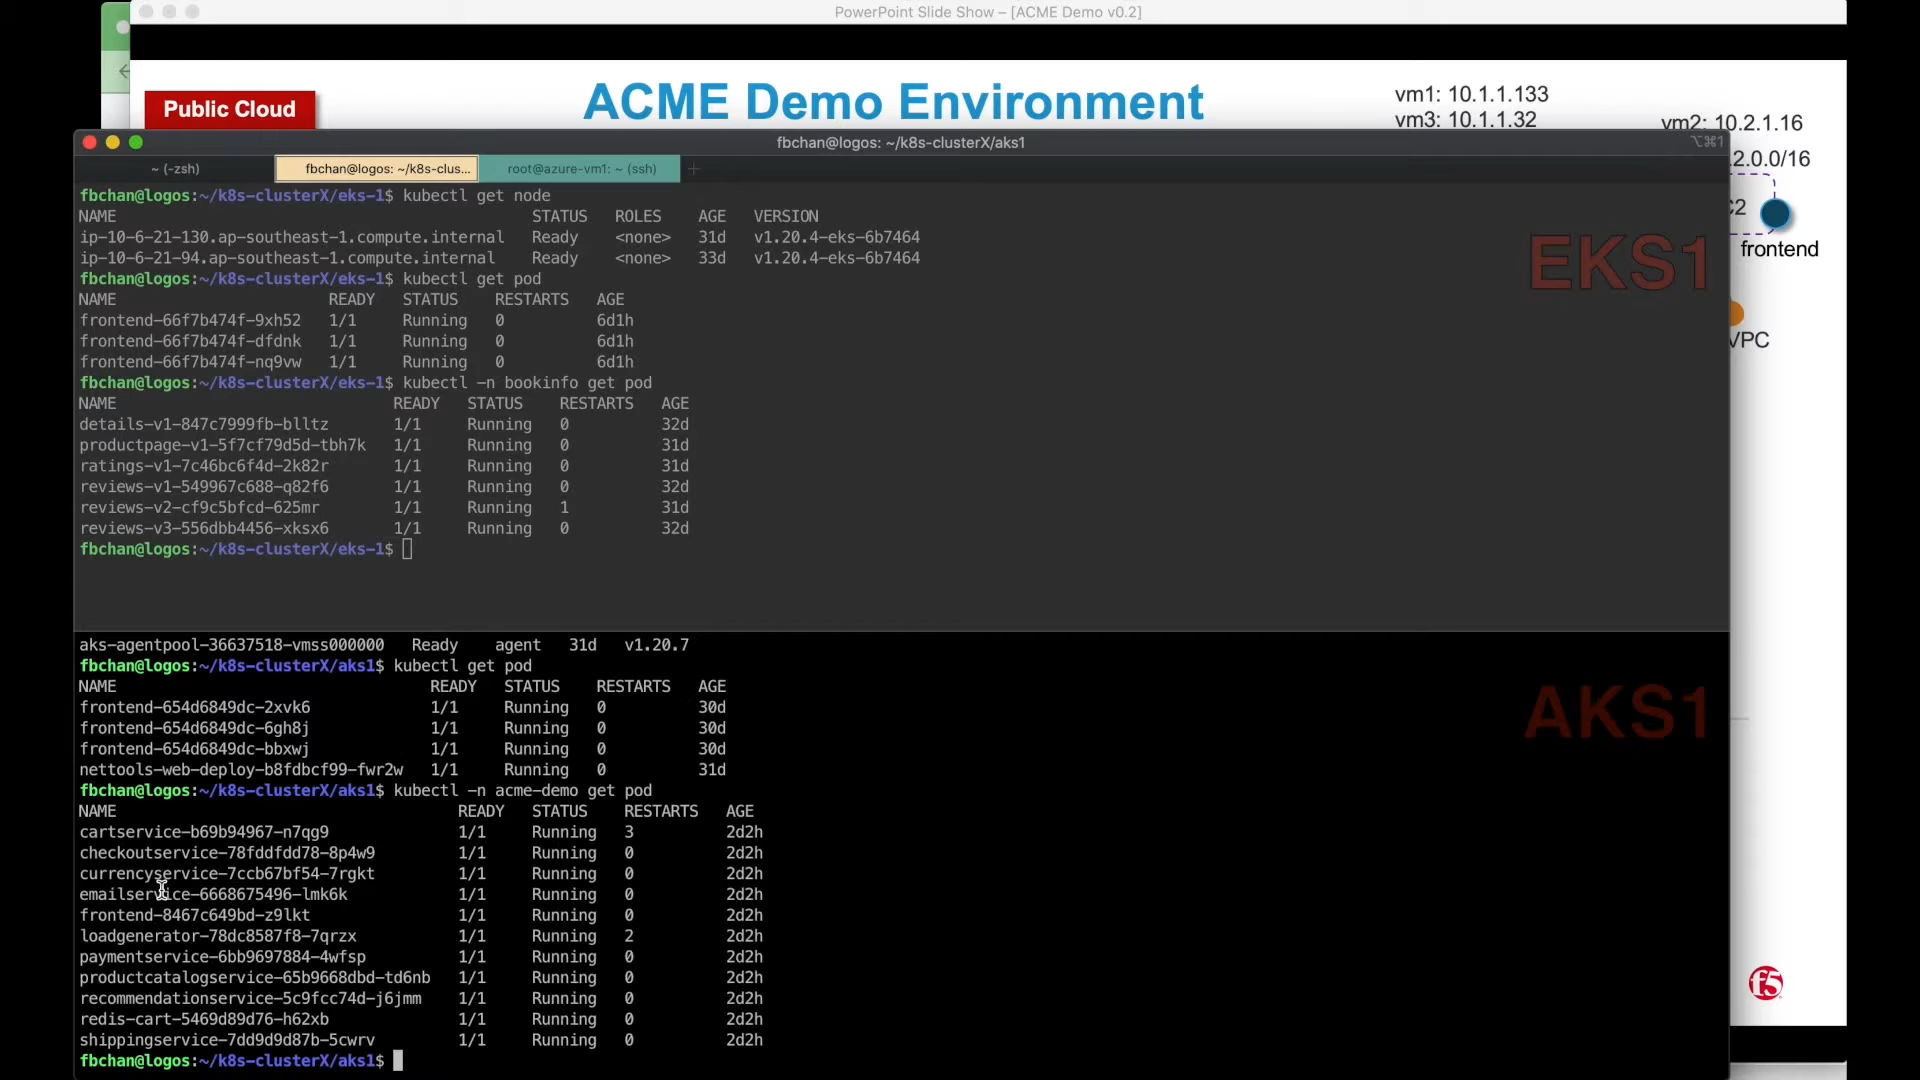 PowerPoint Slide Show – [ACME Demo v0.2]
Public Cloud
ACME Demo Environment
vm1: 10.1.1.133
vm3: 10.1.1.32
vm2: 10.2.1.16
.2.0.0/16
C2
frontend
VPC
fbchan@logos: ~/k8s-clusterX/aks1
⌥⌘1
~ (-zsh)
fbchan@logos: ~/k8s-clus...
root@azure-vm1: ~ (ssh)
+
fbchan@logos:~/k8s-clusterX/eks-1$ kubectl get node
NAME STATUS ROLES AGE VERSION
ip-10-6-21-130.ap-southeast-1.compute.internal Ready <none> 31d v1.20.4-eks-6b7464
ip-10-6-21-94.ap-southeast-1.compute.internal Ready <none> 33d v1.20.4-eks-6b7464
EKS1
fbchan@logos:~/k8s-clusterX/eks-1$ kubectl get pod
NAME READY STATUS RESTARTS AGE
frontend-66f7b474f-9xh52 1/1 Running 0 6d1h
frontend-66f7b474f-dfdnk 1/1 Running 0 6d1h
frontend-66f7b474f-nq9vw 1/1 Running 0 6d1h
fbchan@logos:~/k8s-clusterX/eks-1$ kubectl -n bookinfo get pod
NAME READY STATUS RESTARTS AGE
details-v1-847c7999fb-blltz 1/1 Running 0 32d
productpage-v1-5f7cf79d5d-tbh7k 1/1 Running 0 31d
ratings-v1-7c46bc6f4d-2k82r 1/1 Running 0 31d
reviews-v1-549967c688-q82f6 1/1 Running 0 32d
reviews-v2-cf9c5bfcd-625mr 1/1 Running 1 31d
reviews-v3-556dbb4456-xksx6 1/1 Running 0 32d
fbchan@logos:~/k8s-clusterX/eks-1$
aks-agentpool-36637518-vmss000000 Ready agent 31d v1.20.7
fbchan@logos:~/k8s-clusterX/aks1$ kubectl get pod
NAME READY STATUS RESTARTS AGE
frontend-654d6849dc-2xvk6 1/1 Running 0 30d
AKS1
frontend-654d6849dc-6gh8j 1/1 Running 0 30d
frontend-654d6849dc-bbxwj 1/1 Running 0 30d
nettools-web-deploy-b8fdbcf99-fwr2w 1/1 Running 0 31d
fbchan@logos:~/k8s-clusterX/aks1$ kubectl -n acme-demo get pod
NAME READY STATUS RESTARTS AGE
cartservice-b69b94967-n7qg9 1/1 Running 3 2d2h
checkoutservice-78fddfdd78-8p4w9 1/1 Running 0 2d2h
currencyservice-7ccb67bf54-7rgkt 1/1 Running 0 2d2h
emailservice-6668675496-lmk6k 1/1 Running 0 2d2h
frontend-8467c649bd-z9lkt 1/1 Running 0 2d2h
loadgenerator-78dc8587f8-7qrzx 1/1 Running 2 2d2h
paymentservice-6bb9697884-4wfsp 1/1 Running 0 2d2h
productcatalogservice-65b9668dbd-td6nb 1/1 Running 0 2d2h
recommendationservice-5c9fcc74d-j6jmm 1/1 Running 0 2d2h
redis-cart-5469d89d76-h62xb 1/1 Running 0 2d2h
shippingservice-7dd9d9d87b-5cwrv 1/1 Running 0 2d2h
fbchan@logos:~/k8s-clusterX/aks1$
f5